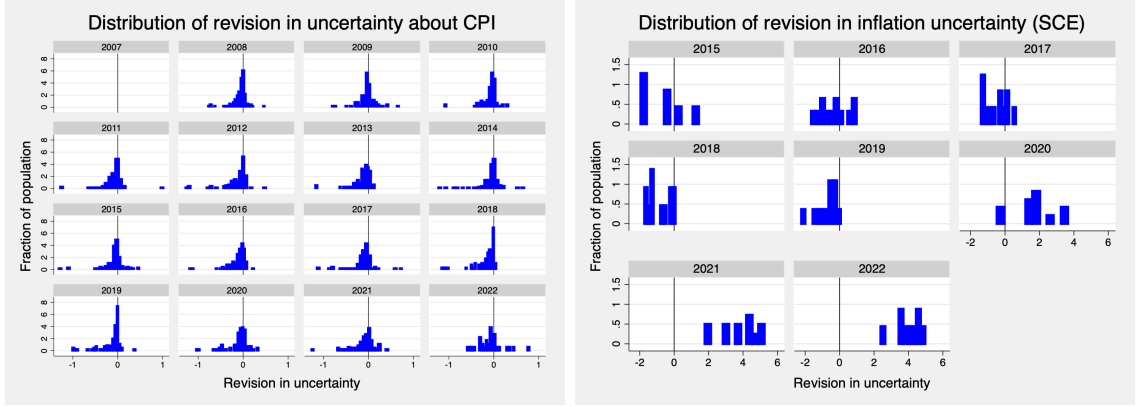 Distribution of revision in uncertainty about CPI
2007 2008 2009 2010
0 2 4 6 8
2011 2012 2013 2014
0 2 4 6 8
2015 2016 2017 2018
0 2 4 6 8
2019 2020 2021 2022
0 2 4 6 8
-1 0 1 -1 0 1 -1 0 1 -1 0 1
Fraction of population
Revision in uncertainty
Distribution of revision in inflation uncertainty (SCE)
2015 2016 2017
0 .5 1 1.5
2018 2019 2020
0 .5 1 1.5
-2 0 2 4 6
2021 2022
0 .5 1 1.5
-2 0 2 4 6 -2 0 2 4 6
Fraction of population
Revision in uncertainty